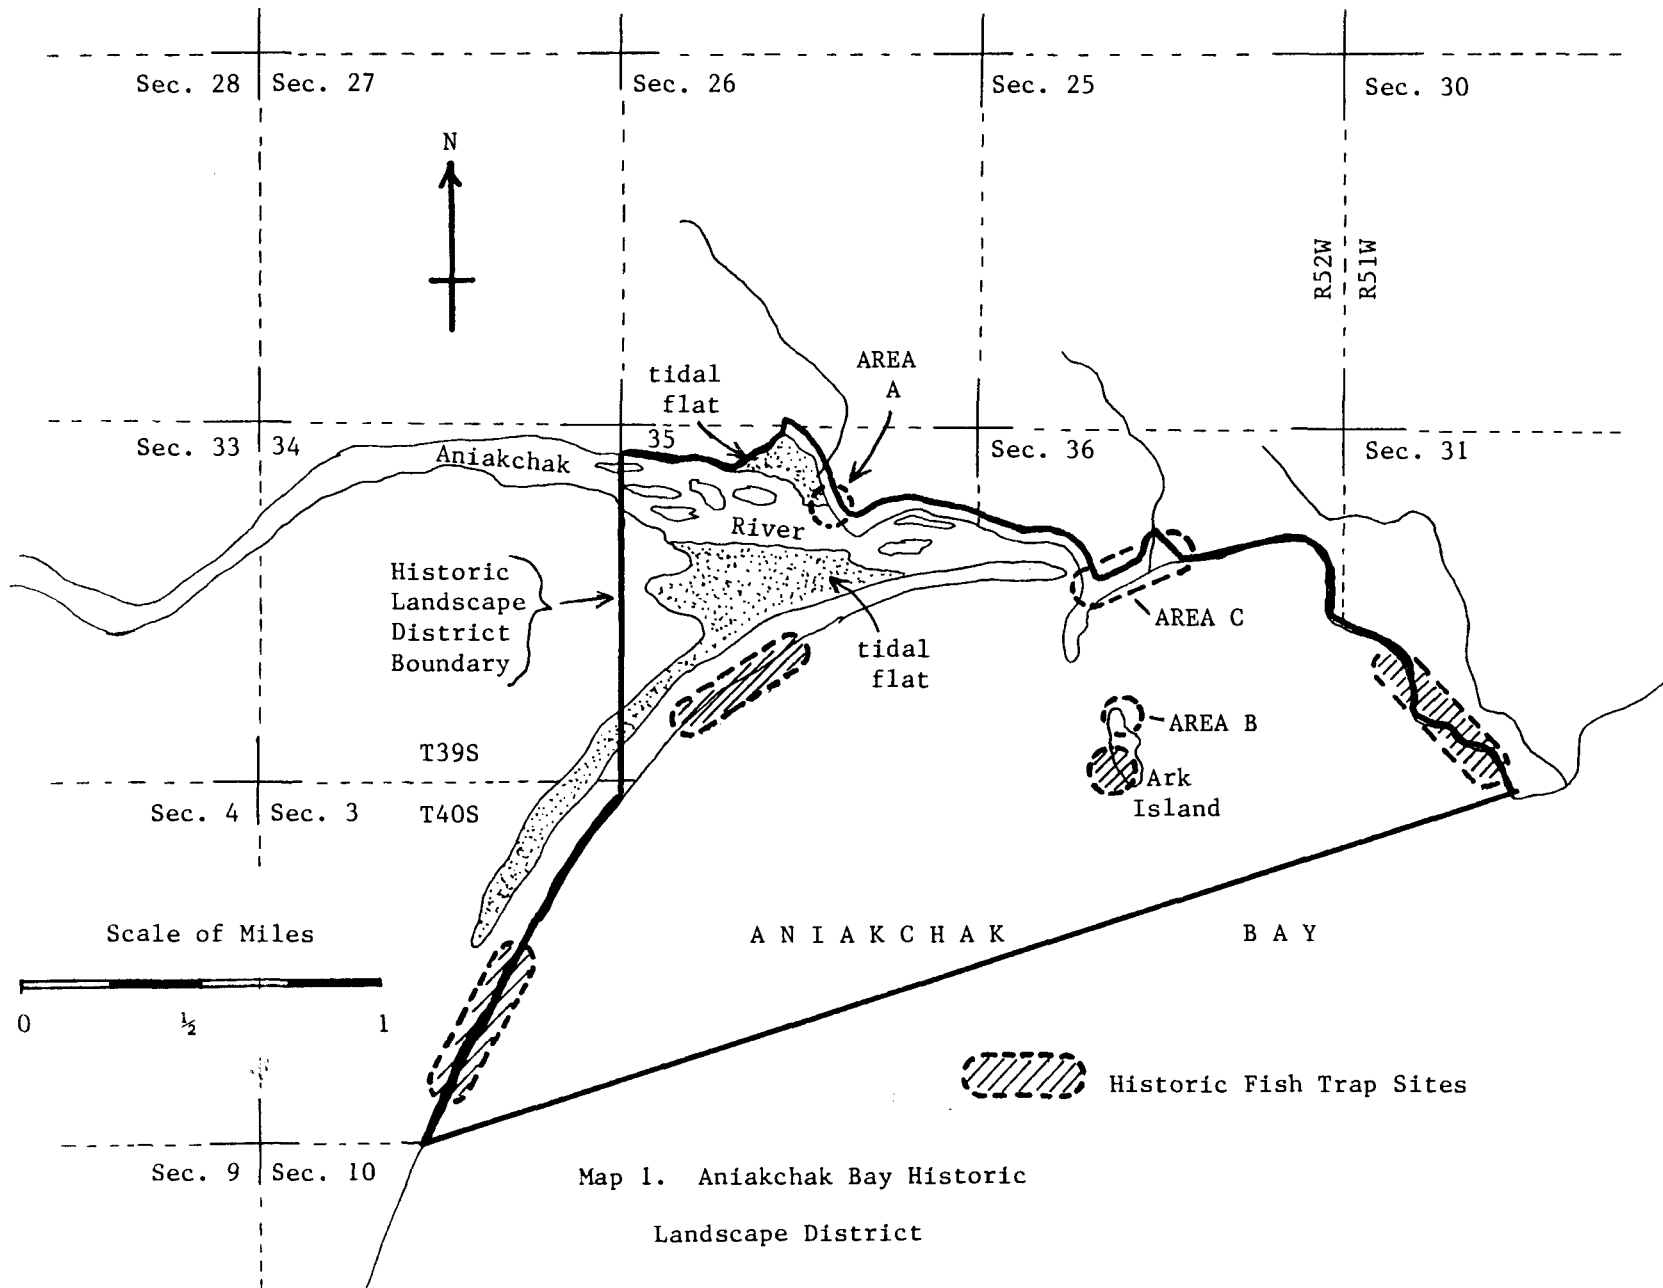 Sec. 28 Sec. 27
Sec. 26
Sec. 25
Sec. 30
N
R52W
R51W
AREA
A
tidal
flat
Sec. 33 34
35
Sec. 36
Sec. 31
Aniakchak
River
Historic
Landscape
District
Boundary
AREA C
tidal
flat
AREA B
Ark
Island
T39S
Sec. 4 Sec. 3
T40S
Scale of Miles
0 ½ 1
ANIAKCHAK BAY
Historic Fish Trap Sites
Sec. 9 Sec. 10
Map 1. Aniakchak Bay Historic
Landscape District